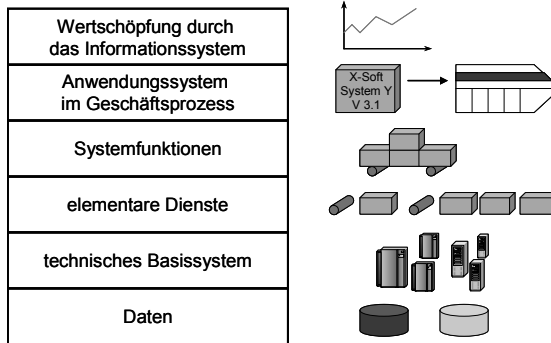 Wertschöpfung durch
das Informationssystem
Anwendungssystem
im Geschäftsprozess
X-Soft
System Y
V 3.1
Systemfunktionen
elementare Dienste
technisches Basissystem
Daten